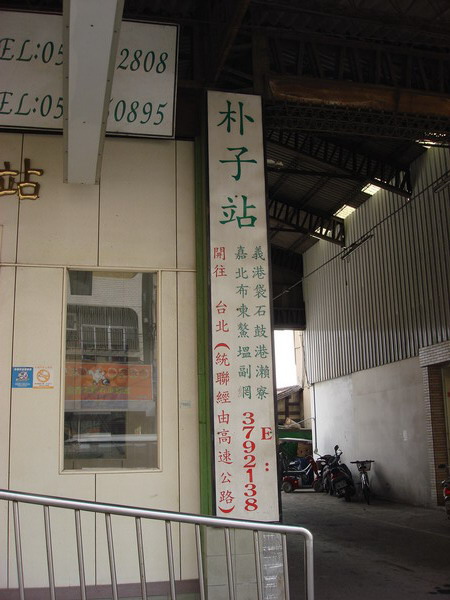 EL:05 2808
EL:05 0895
站
朴子站
嘉義
北港
布袋
東石
鰲鼓
塭港
副瀨
網寮
E:
3792138
開往 台北(統聯經由高速公路)